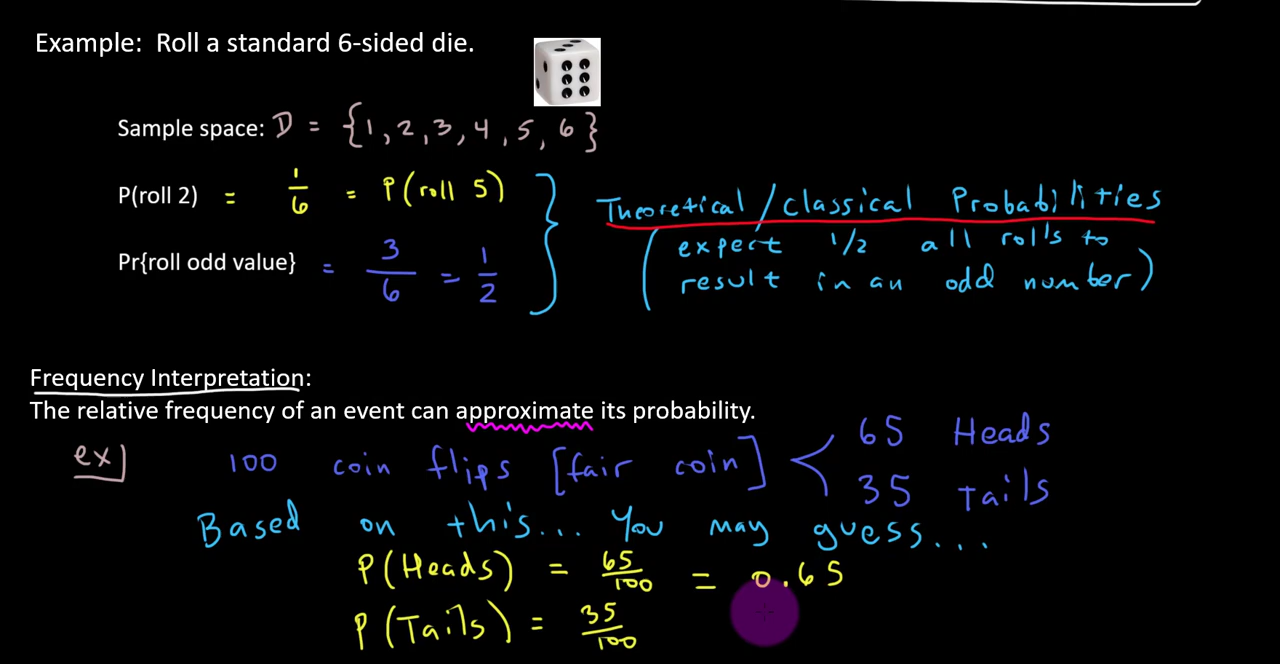 Example: Roll a standard 6-sided die.
Sample space: D = {1, 2, 3, 4, 5, 6}
P(roll 2) = 1/6 = P(roll 5)
Pr{roll odd value} = 3/6 = 1/2
Theoretical/classical Probabilities
(expect 1/2 all rolls to
result in an odd number)
Frequency Interpretation:
The relative frequency of an event can approximate its probability.
ex] 100 coin flips [fair coin] < 65 Heads
35 Tails
Based on this... You may guess...
P(Heads) = 65/100 = 0.65
P(Tails) = 35/100